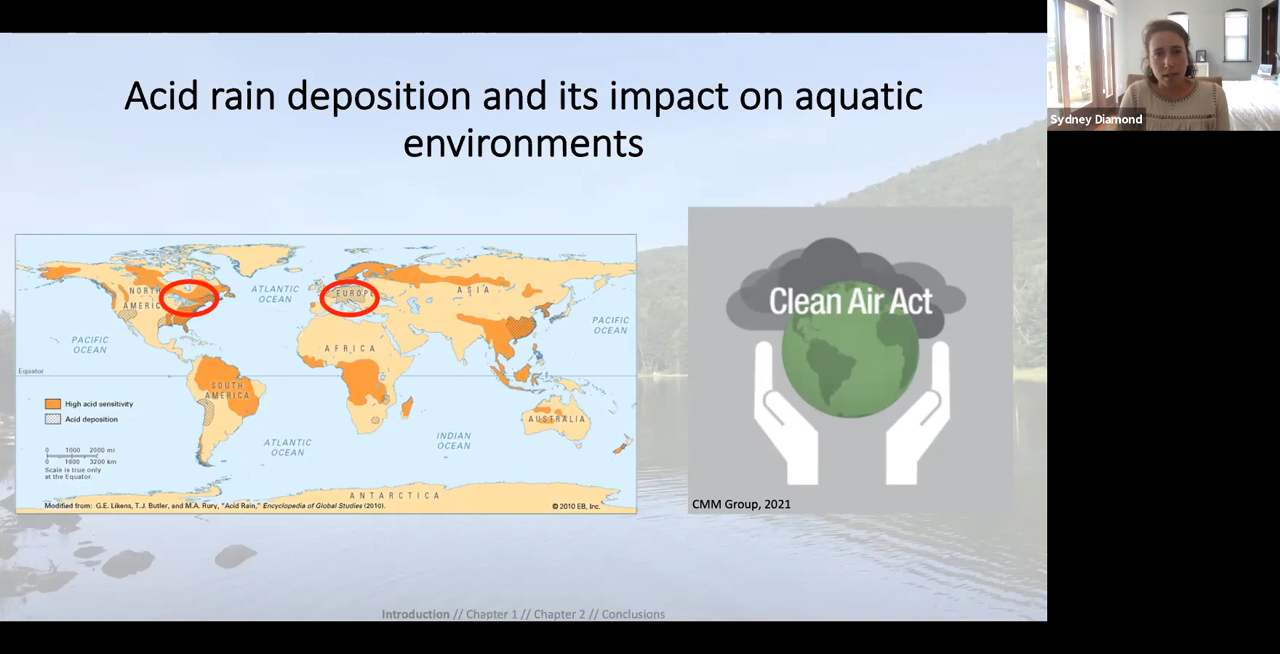 Acid rain deposition and its impact on aquatic
environments
Sydney Diamond
NORTH
AMERIC
ATLANTIC
OCEAN
EUROPE
ASIA
PACIFIC
OCEAN
PACIFIC
OCEAN
AFRICA
Equator
SOUTH
AMERICA
High acid sensitivity
Acid deposition
ATLANTIC
OCEAN
INDIAN
OCEAN
AUSTRALIA
0 1000 2000 mi
0 1600 3200 km
Scale is true only
at the Equator.
ANTARCTICA
Modified from: G.E. Likens, T.J. Butler, and M.A. Rury, "Acid Rain," Encyclopedia of Global Studies (2010).
© 2010 EB, Inc.
Clean Air Act
CMM Group, 2021
Introduction // Chapter 1 // Chapter 2 // Conclusions